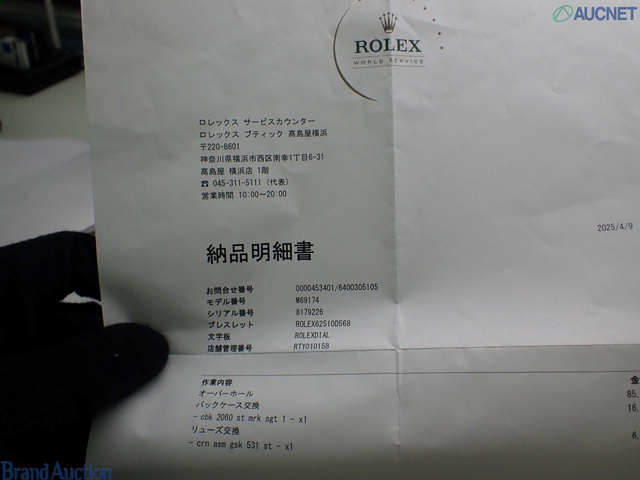 AUCNET
ROLEX
WORLD SERVICE
ロレックス サービスカウンター
ロレックス ブティック 髙島屋横浜
〒220-8601
神奈川県横浜市西区南幸1丁目6-31
髙島屋 横浜店 1階
☎ 045-311-5111 (代表)
営業時間 10:00～20:00
2025/4/9
納品明細書
お問合せ番号 0000453401/6400305105
モデル番号 M69174
シリアル番号 8179226
ブレスレット ROLEX62510D568
文字板 ROLEXDIAL
店舗管理番号 RTY010158
作業内容 金
オーバーホール 85,
バックケース交換 16,
- cbk 2060 st mrk sgt 1 - x1
リューズ交換 6,
- crn asm gsk 531 st - x1
Brand Auction